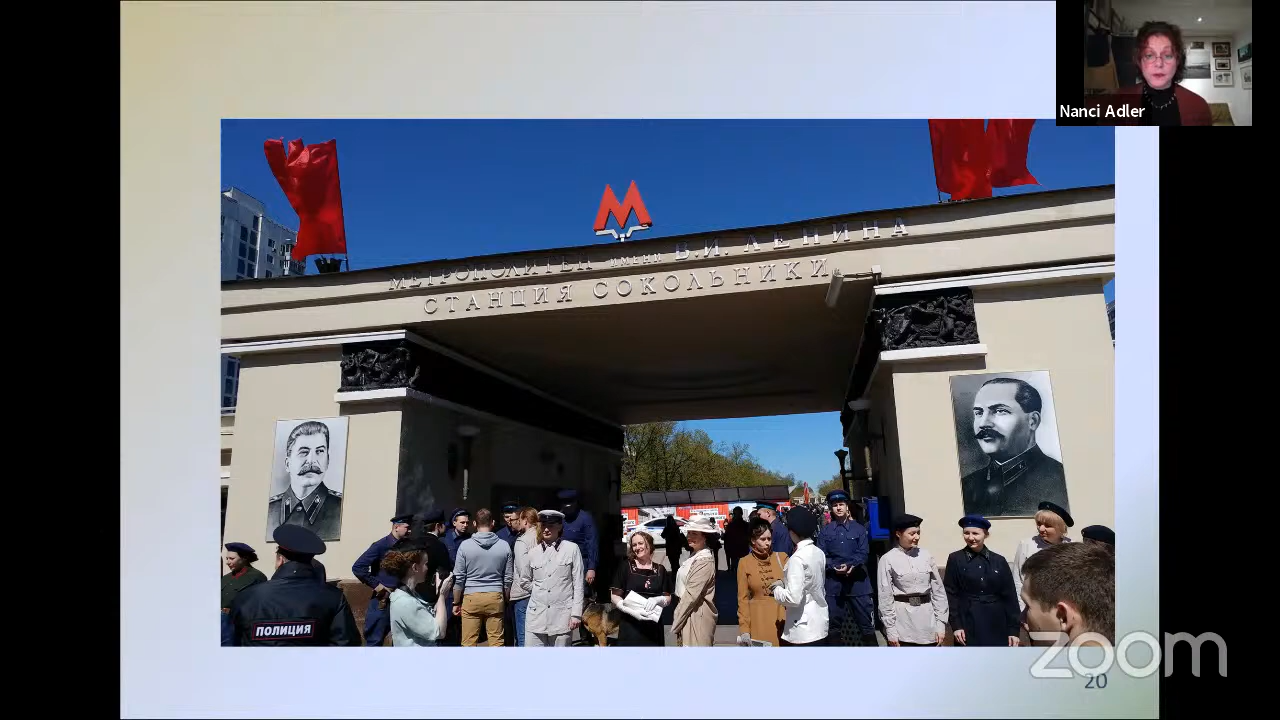 Nanci Adler
М
МЕТРОПОЛИТЕН ИМЕНИ В.И. ЛЕНИНА
СТАНЦИЯ СОКОЛЬНИКИ
ПОЛИЦИЯ
zoom
20